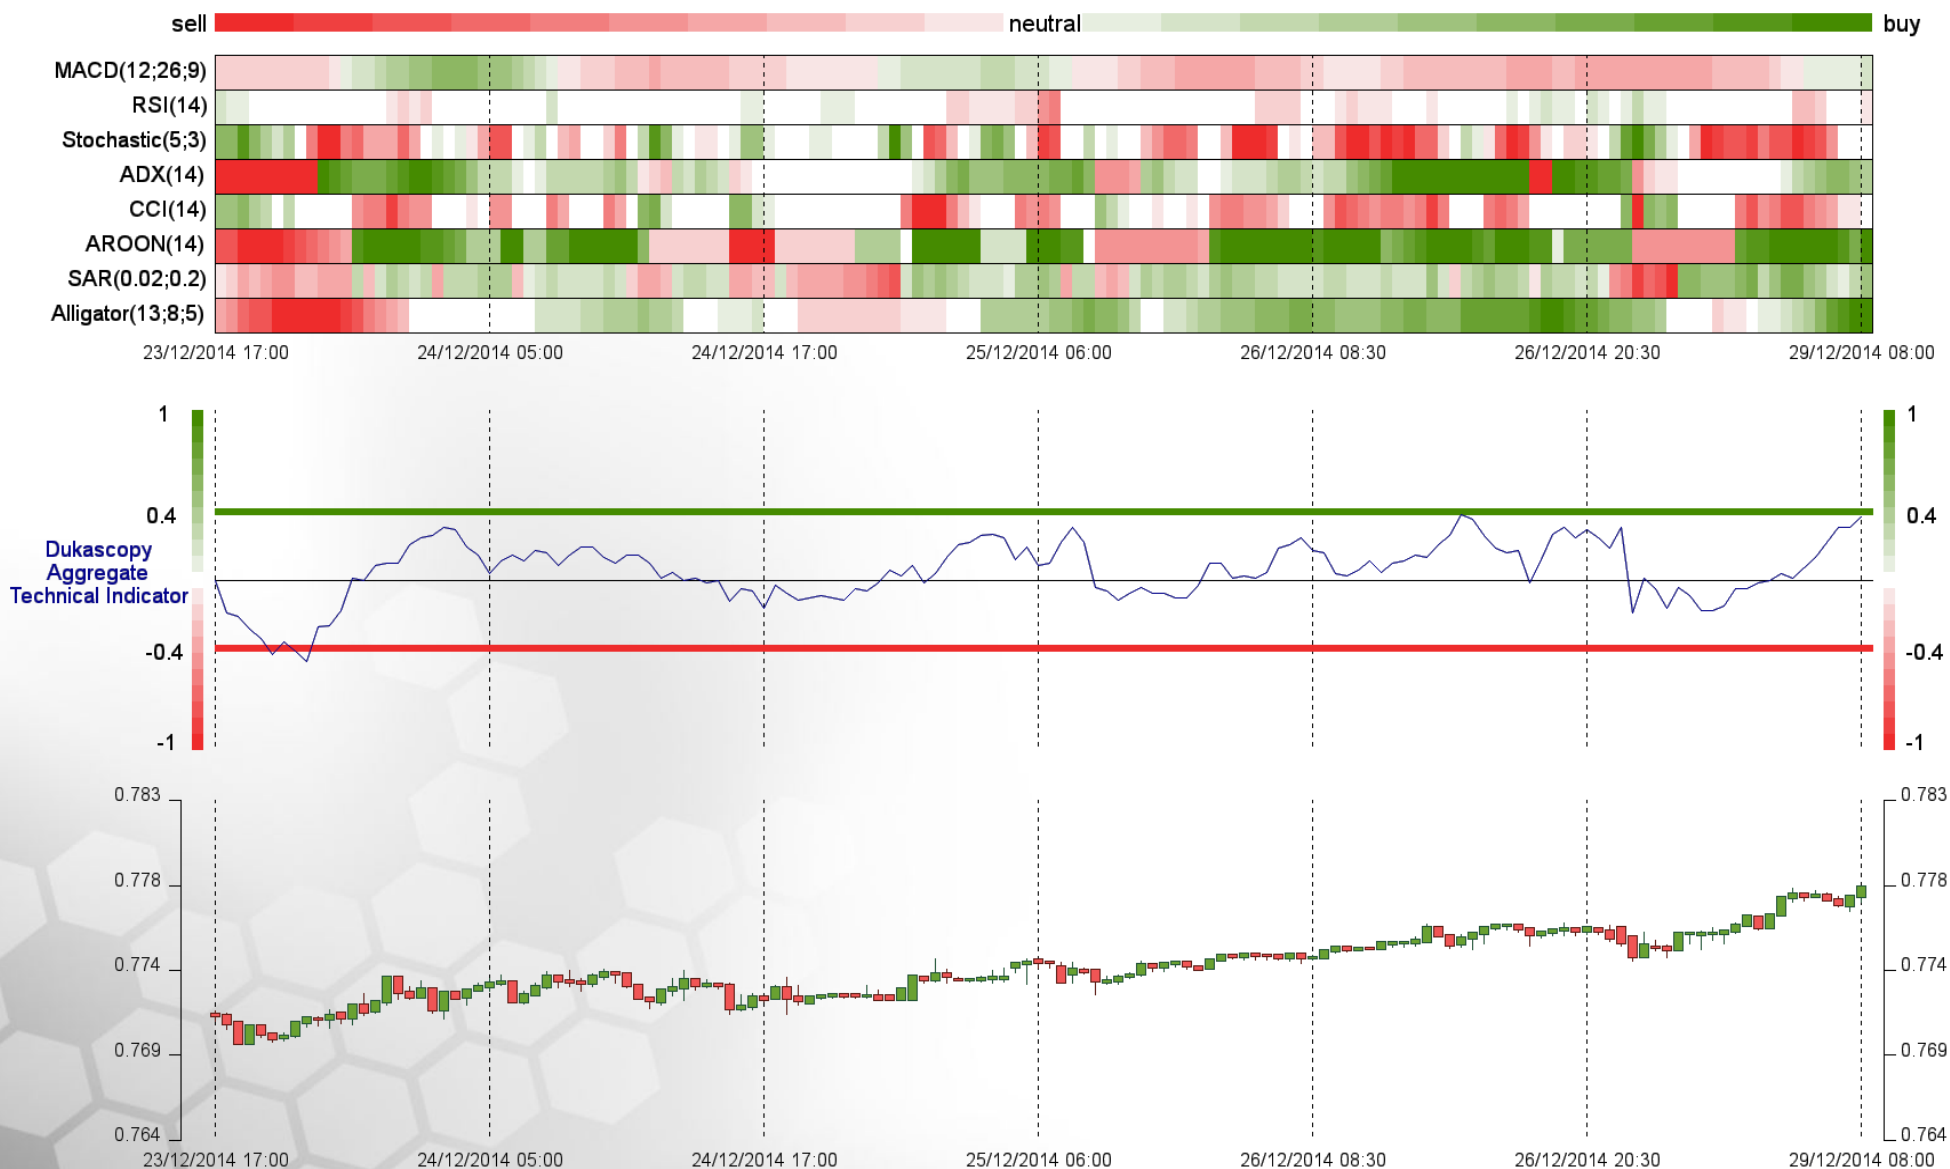 sell neutral buy
MACD(12;26;9)
RSI(14)
Stochastic(5;3)
ADX(14)
CCI(14)
AROON(14)
SAR(0.02;0.2)
Alligator(13;8;5)
23/12/2014 17:00 24/12/2014 05:00 24/12/2014 17:00 25/12/2014 06:00 26/12/2014 08:30 26/12/2014 20:30 29/12/2014 08:00
1 1
0.4 0.4
Dukascopy
Aggregate
Technical Indicator
-0.4 -0.4
-1 -1
0.783 0.783
0.778 0.778
0.774 0.774
0.769 0.769
0.764 0.764
23/12/2014 17:00 24/12/2014 05:00 24/12/2014 17:00 25/12/2014 06:00 26/12/2014 08:30 26/12/2014 20:30 29/12/2014 08:00